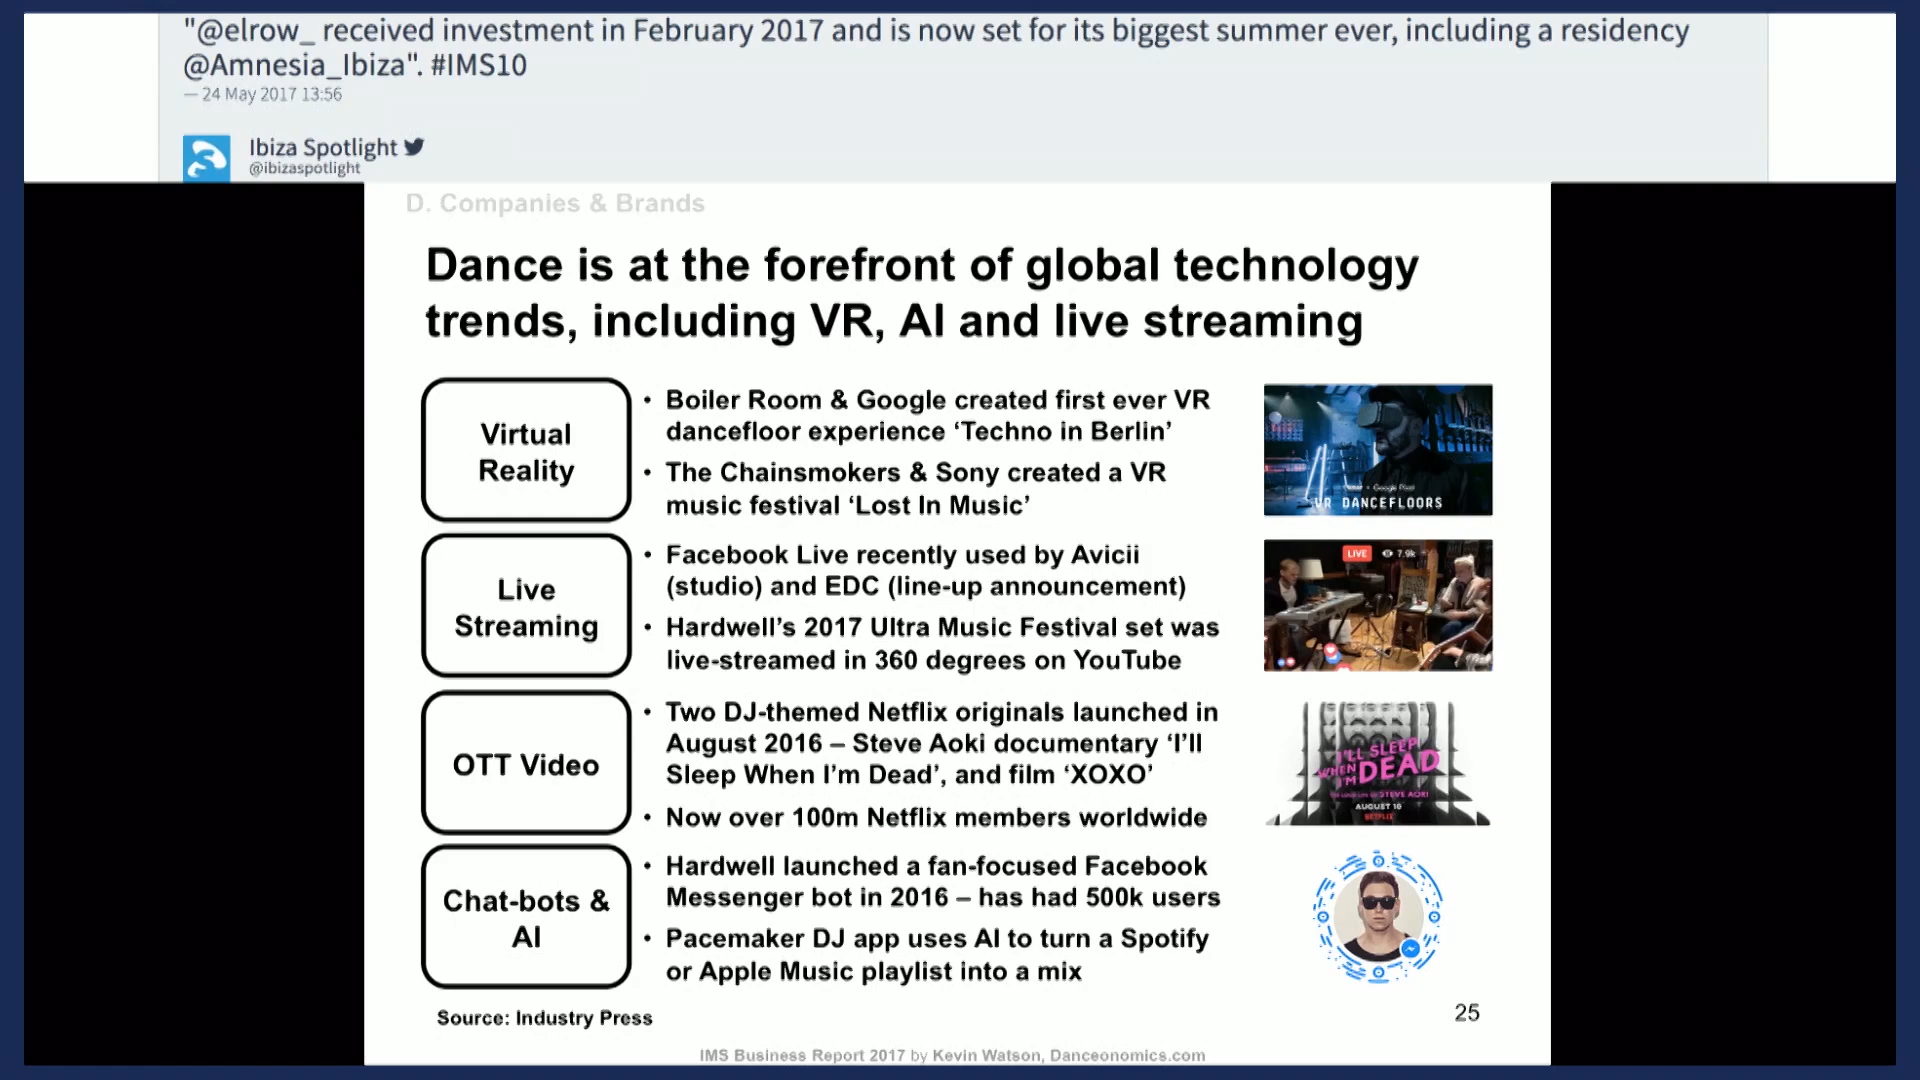 "@elrow_ received investment in February 2017 and is now set for its biggest summer ever, including a residency
@Amnesia_Ibiza". #IMS10
— 24 May 2017 13:56
Ibiza Spotlight
@ibizaspotlight
D. Companies & Brands
Dance is at the forefront of global technology
trends, including VR, AI and live streaming
Virtual
Reality
• Boiler Room & Google created first ever VR
dancefloor experience ‘Techno in Berlin’
• The Chainsmokers & Sony created a VR
music festival ‘Lost In Music’
Google Pixel
VR DANCEFLOORS
Live
Streaming
• Facebook Live recently used by Avicii
(studio) and EDC (line-up announcement)
• Hardwell’s 2017 Ultra Music Festival set was
live-streamed in 360 degrees on YouTube
LIVE 7.9k
OTT Video
• Two DJ-themed Netflix originals launched in
August 2016 – Steve Aoki documentary ‘I’ll
Sleep When I’m Dead’, and film ‘XOXO’
• Now over 100m Netflix members worldwide
I'LL SLEEP
WHEN
I'M DEAD
STEVE AOKI
AUGUST 19
NETFLIX
Chat-bots &
AI
• Hardwell launched a fan-focused Facebook
Messenger bot in 2016 – has had 500k users
• Pacemaker DJ app uses AI to turn a Spotify
or Apple Music playlist into a mix
Source: Industry Press
25
IMS Business Report 2017 by Kevin Watson, Danceonomics.com